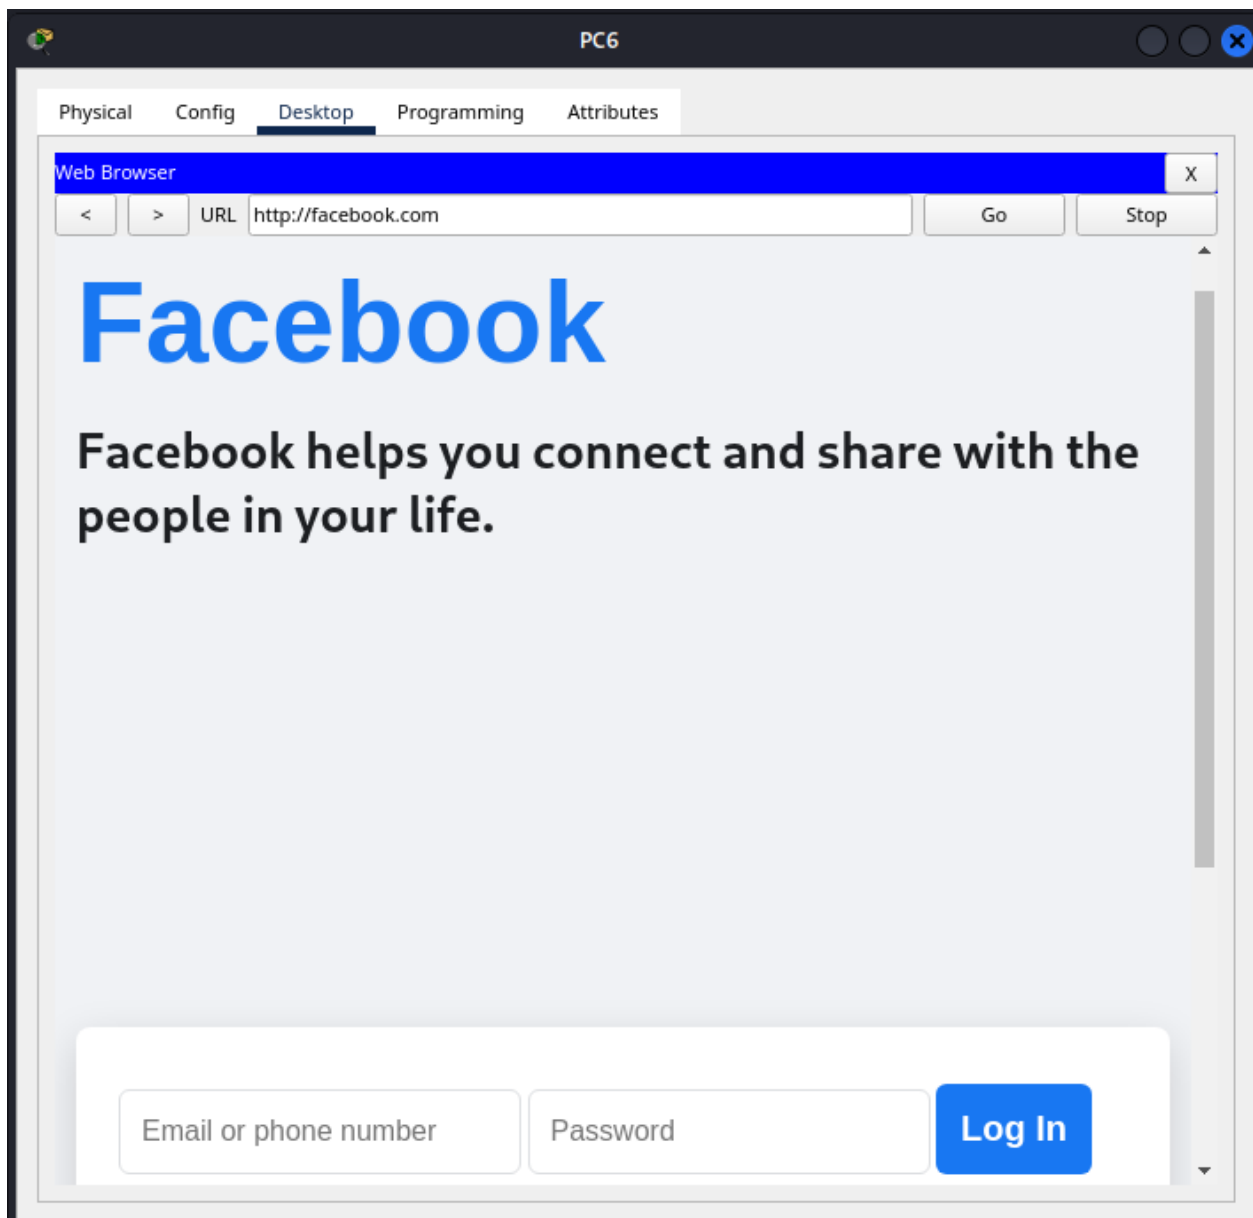 PC6
Physical Config Desktop Programming Attributes
Web Browser X
< > URL http://facebook.com Go Stop
Facebook
Facebook helps you connect and share with the
people in your life.
Email or phone number Password Log In